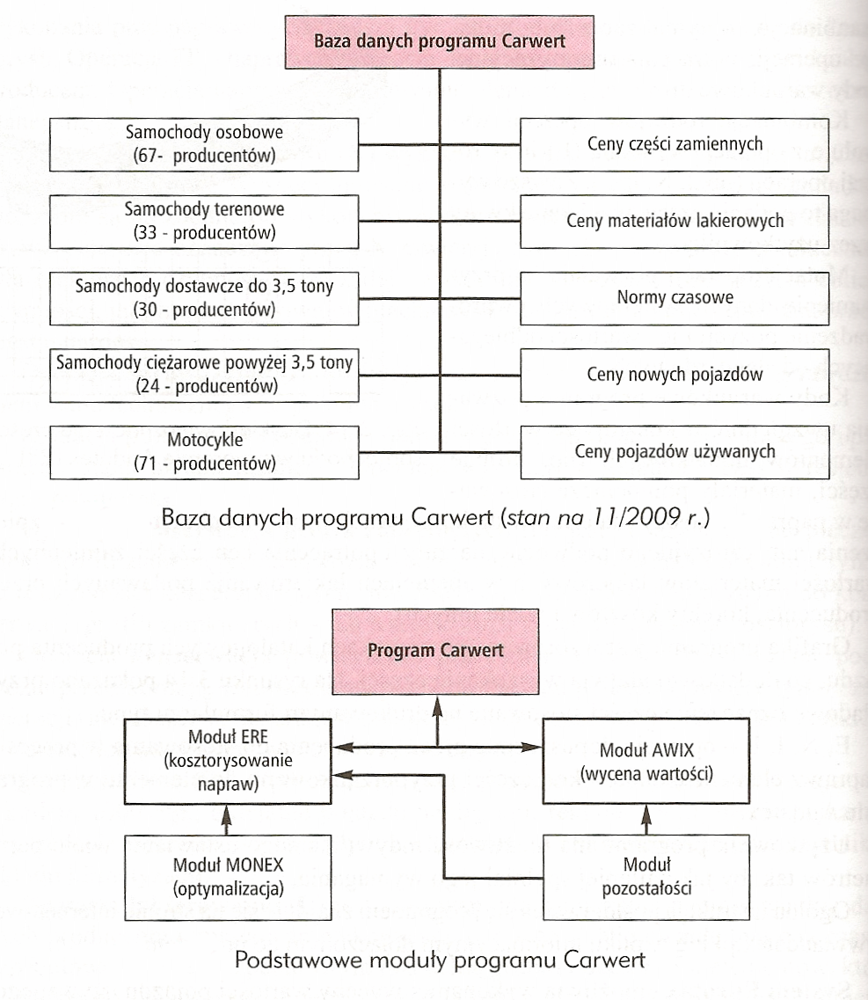 Baza danych programu Carwert
Samochody osobowe
(67- producentów)
Ceny części zamiennych
Samochody terenowe
(33 - producentów)
Ceny materiałów lakierowych
Samochody dostawcze do 3,5 tony
(30 - producentów)
Normy czasowe
Samochody ciężarowe powyżej 3,5 tony
(24 - producentów)
Ceny nowych pojazdów
Motocykle
(71 - producentów)
Ceny pojazdów używanych
Baza danych programu Carwert (stan na 11/2009 r.)
Program Carwert
Moduł ERE
(kosztorysowanie
napraw)
Moduł AWIX
(wycena wartości)
Moduł MONEX
(optymalizacja)
Moduł
pozostałości
Podstawowe moduły programu Carwert